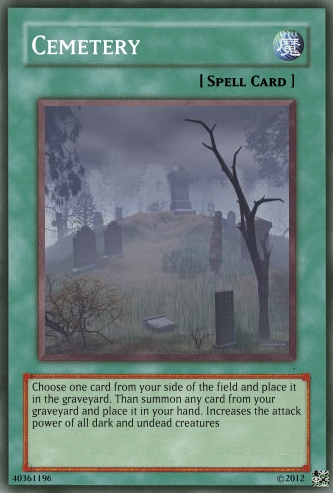 CEMETERY
魔
[ SPELL CARD ]
Choose one card from your side of the field and place it
in the graveyard. Than summon any card from your
graveyard and place it in your hand. Increases the attack
power of all dark and undead creatures
40361196
©2012